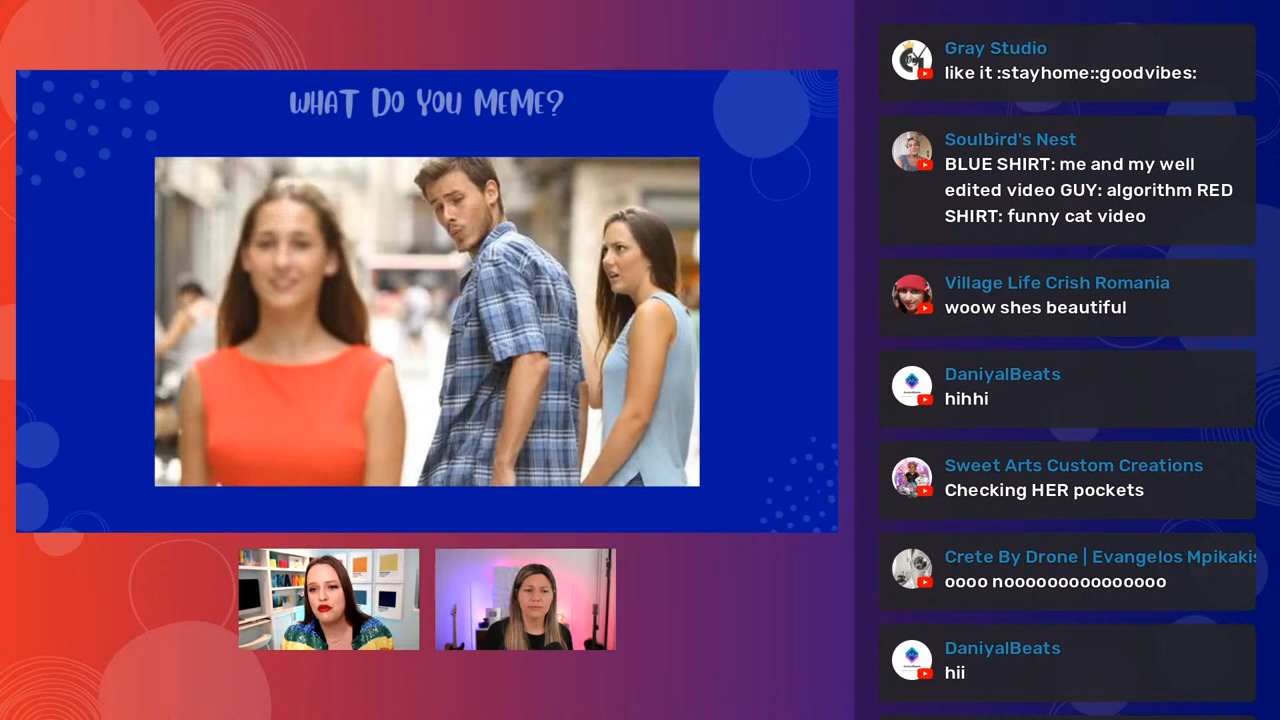 WHAT DO YOU MEME?
Gray Studio
like it :stayhome::goodvibes:
Soulbird's Nest
BLUE SHIRT: me and my well
edited video GUY: algorithm RED
SHIRT: funny cat video
Village Life Crish Romania
woow shes beautiful
DaniyalBeats
hihhi
Sweet Arts Custom Creations
Checking HER pockets
Crete By Drone | Evangelos Mpikakis
oooo nooooooooooooooo
DaniyalBeats
hii